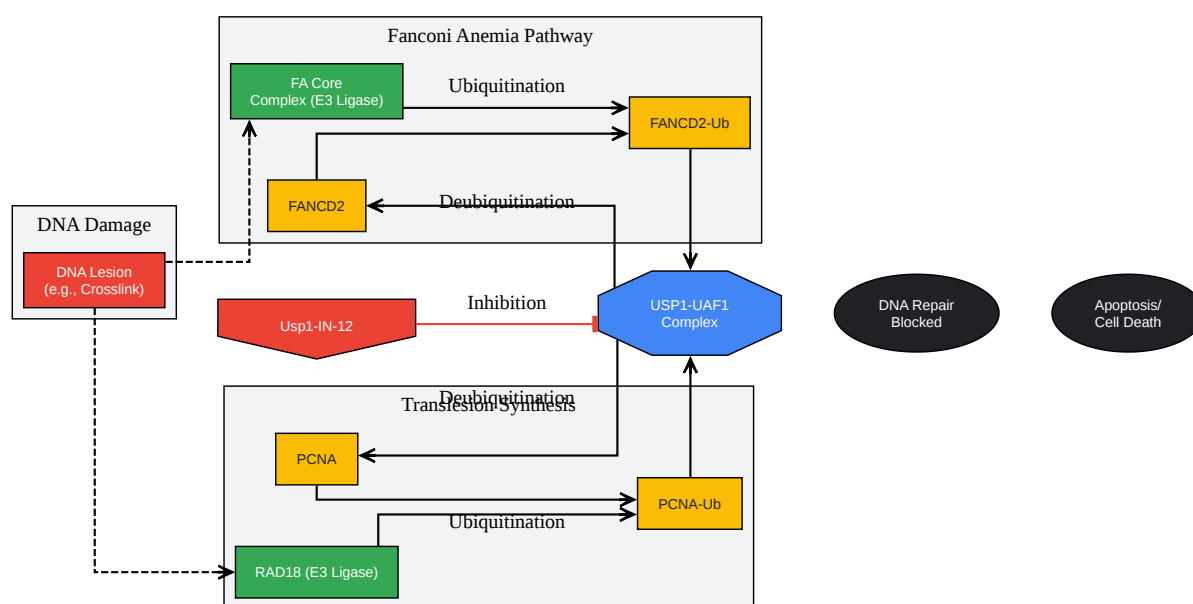 Fanconi Anemia Pathway
FA Core
Complex (E3 Ligase)
Ubiquitination
FANCD2-Ub
FANCD2
Deubiquitination
DNA Damage
DNA Lesion
(e.g., Crosslink)
Usp1-IN-12
Inhibition
USP1-UAF1
Complex
DNA Repair
Blocked
Apoptosis/
Cell Death
Deubiquitination
Translesion Synthesis
PCNA
PCNA-Ub
Ubiquitination
RAD18 (E3 Ligase)